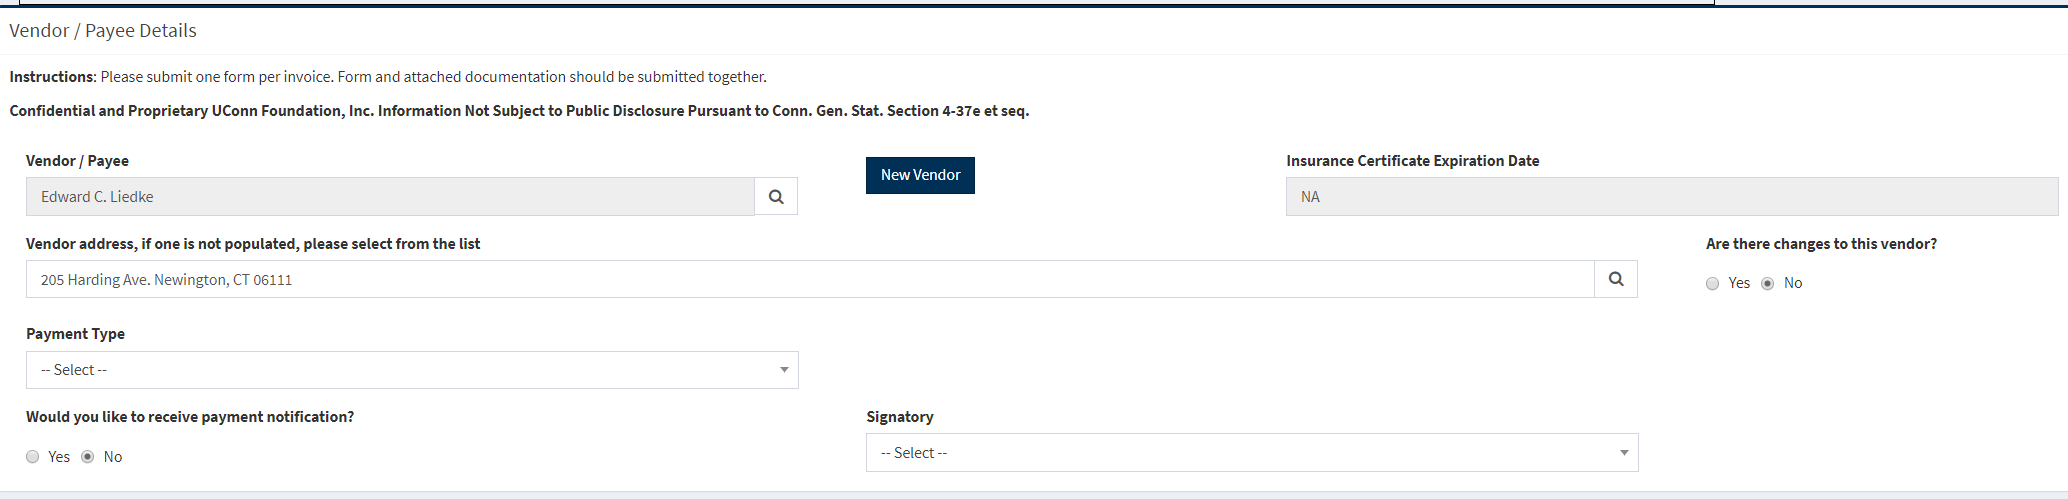 Vendor / Payee Details
Instructions: Please submit one form per invoice. Form and attached documentation should be submitted together.
Confidential and Proprietary UConn Foundation, Inc. Information Not Subject to Public Disclosure Pursuant to Conn. Gen. Stat. Section 4-37e et seq.
Vendor / Payee
Edward C. Liedke
New Vendor
Insurance Certificate Expiration Date
NA
Vendor address, if one is not populated, please select from the list
205 Harding Ave. Newington, CT 06111
Are there changes to this vendor?
Yes No
Payment Type
-- Select --
Would you like to receive payment notification?
Yes No
Signatory
-- Select --